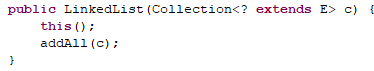 public LinkedList(Collection<? extends E> c) {
    this();
    addAll(c);
}